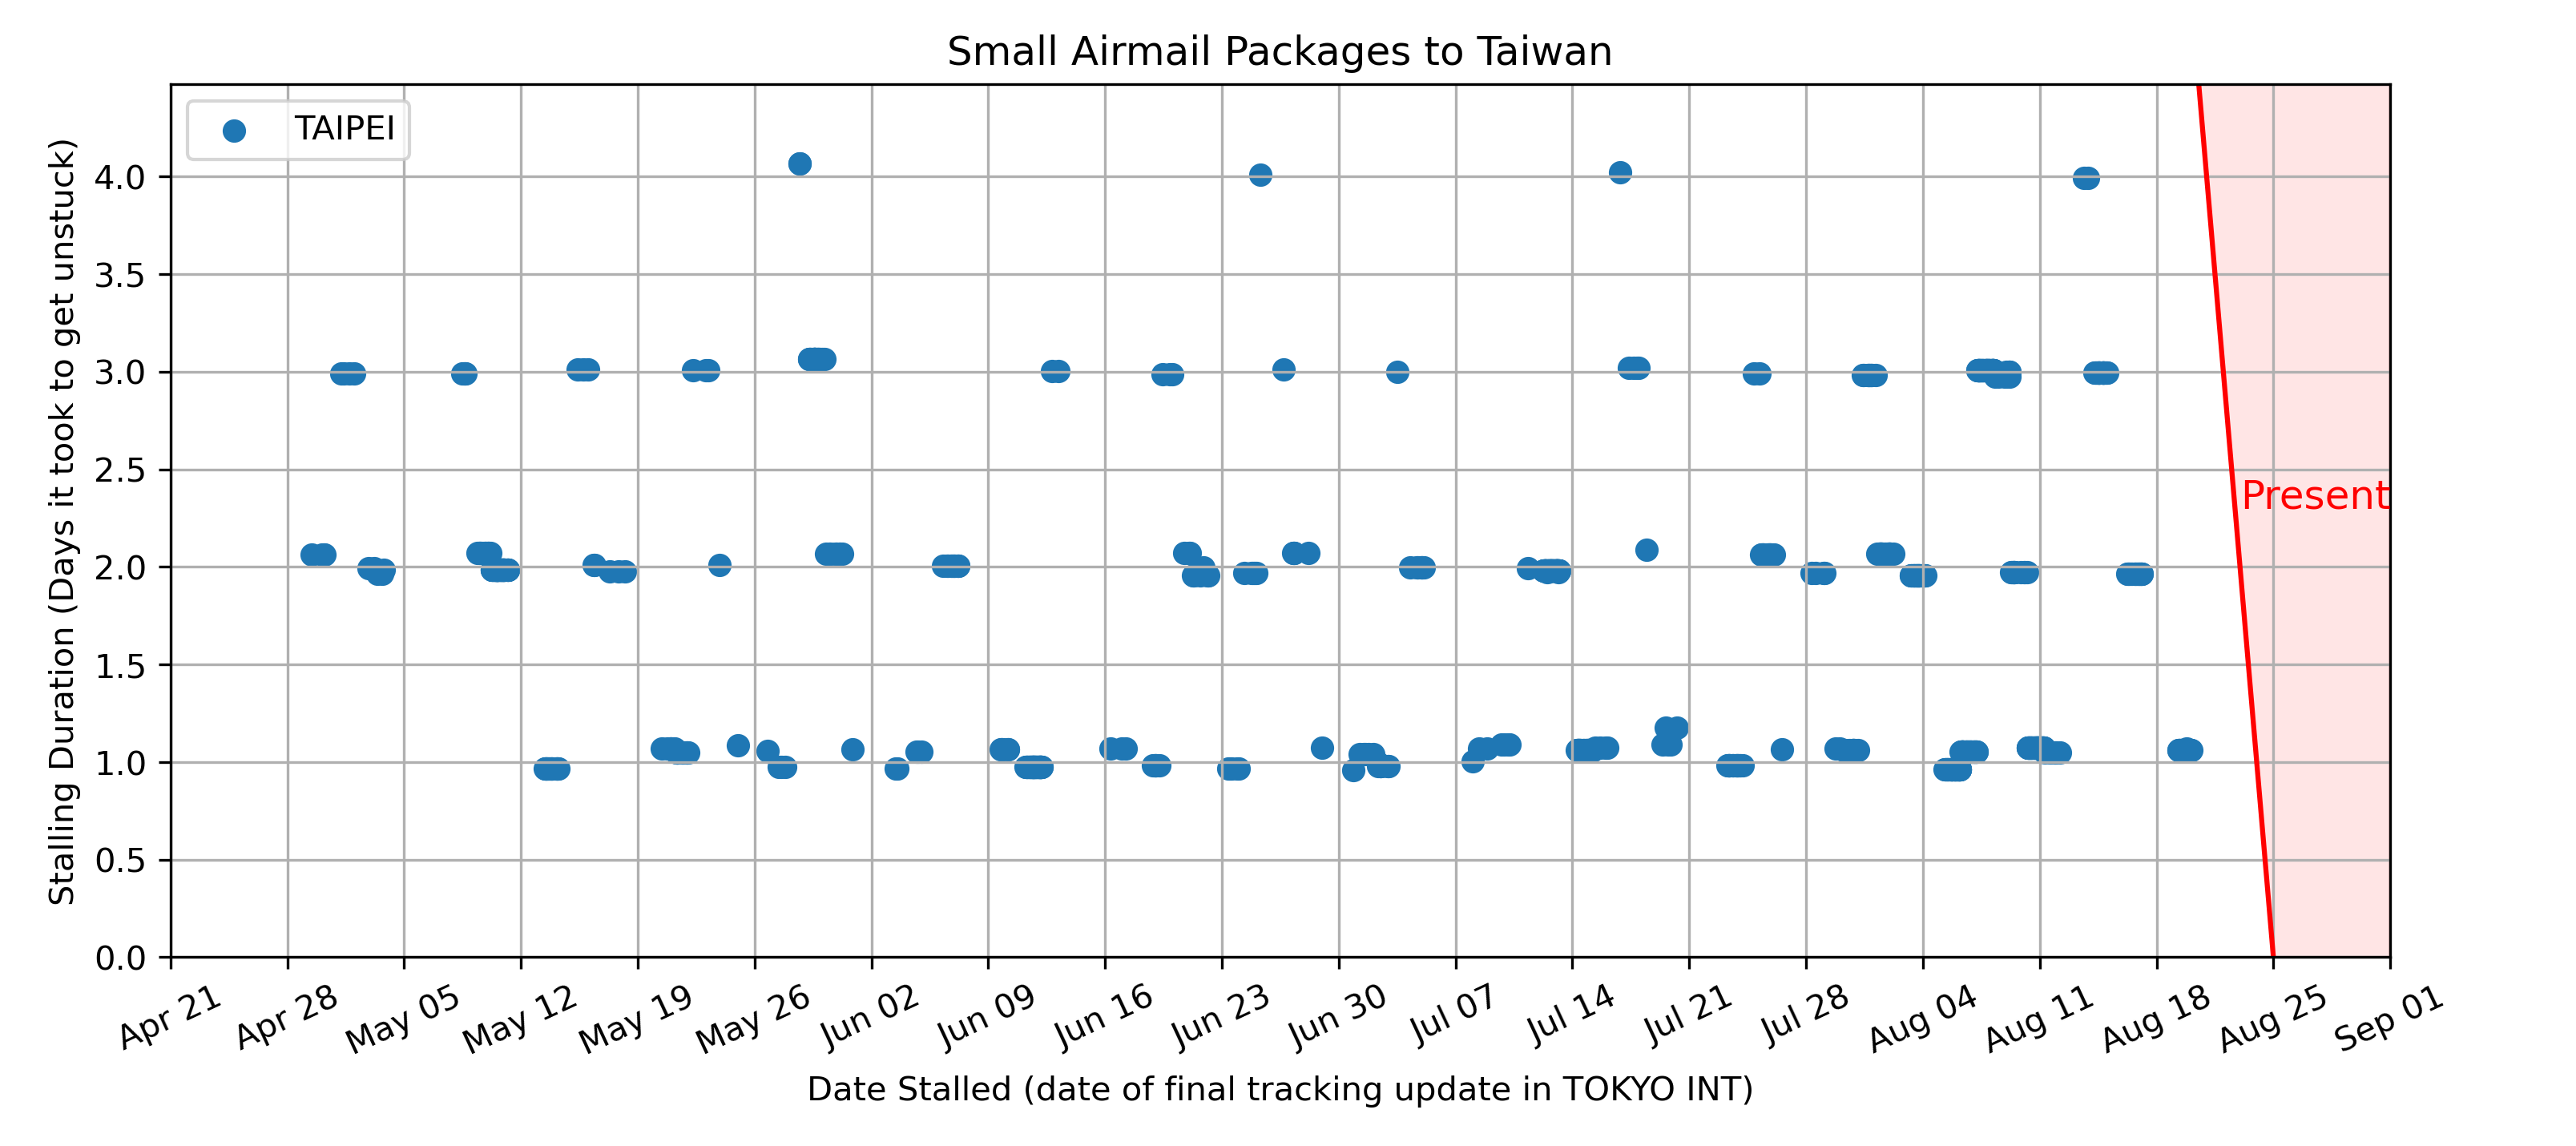 Small Airmail Packages to Taiwan
TAIPEI
Stalling Duration (Days it took to get unstuck)
4.0
3.5
3.0
2.5
2.0
1.5
1.0
0.5
0.0
Present
Apr 21 Apr 28 May 05 May 12 May 19 May 26 Jun 02 Jun 09 Jun 16 Jun 23 Jun 30 Jul 07 Jul 14 Jul 21 Jul 28 Aug 04 Aug 11 Aug 18 Aug 25 Sep 01
Date Stalled (date of final tracking update in TOKYO INT)